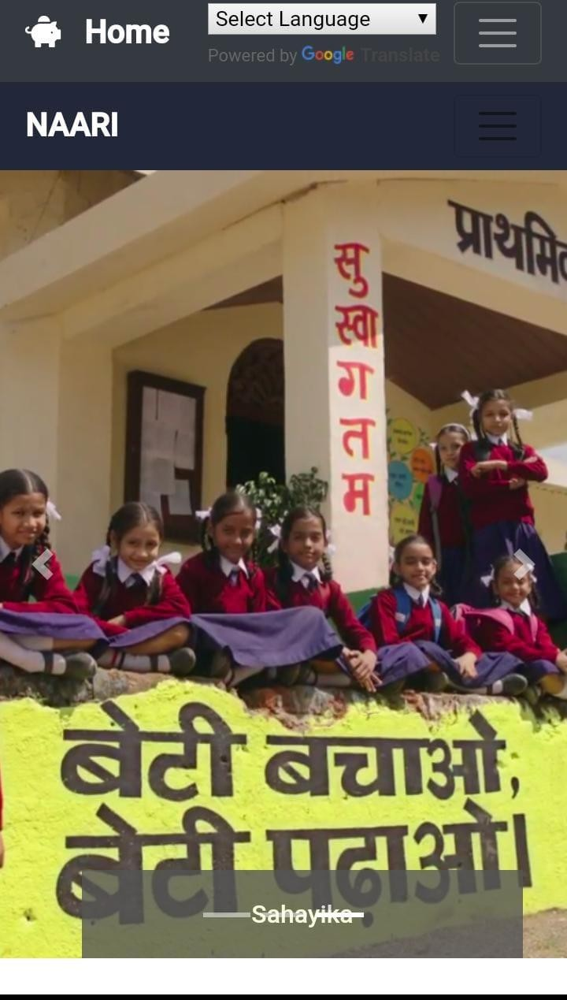 Home
Select Language
Powered by Google Translate
NAARI
प्राथमि
सु
स्वा
ग
त
म
बेटी बचाओ,
बेटी पढ़ाओ।
Sahayika